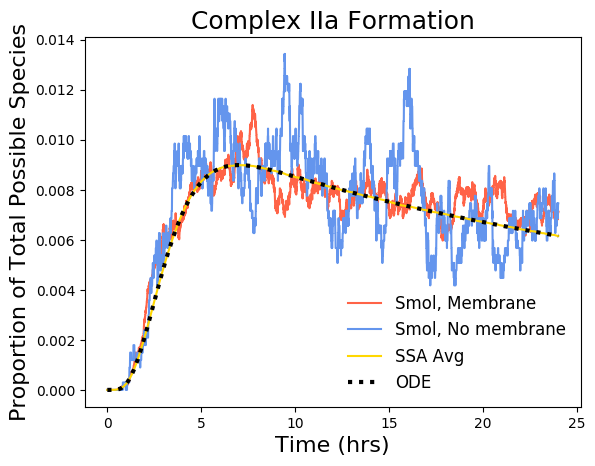 Complex IIa Formation
Proportion of Total Possible Species
0.014
0.012
0.010
0.008
0.006
0.004
0.002
0.000
Smol, Membrane
Smol, No membrane
SSA Avg
ODE
0
5
10
15
20
25
Time (hrs)